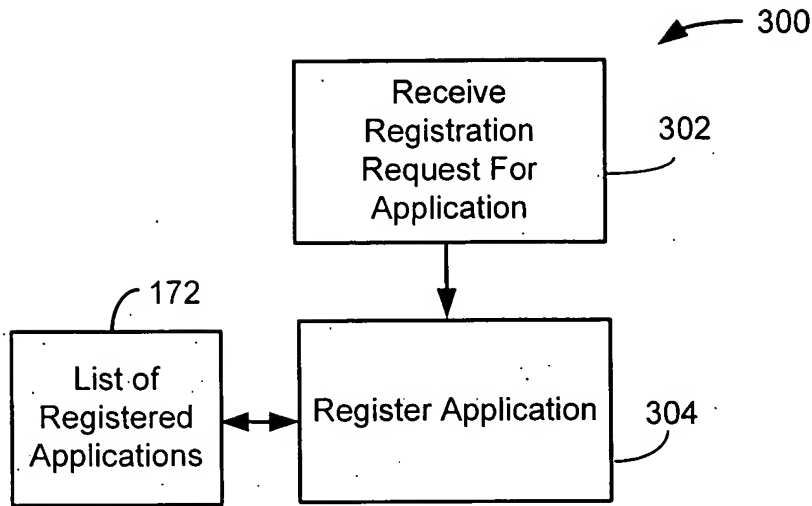 300
Receive
Registration
Request For
Application
302
172
List of
Registered
Applications
Register Application
304